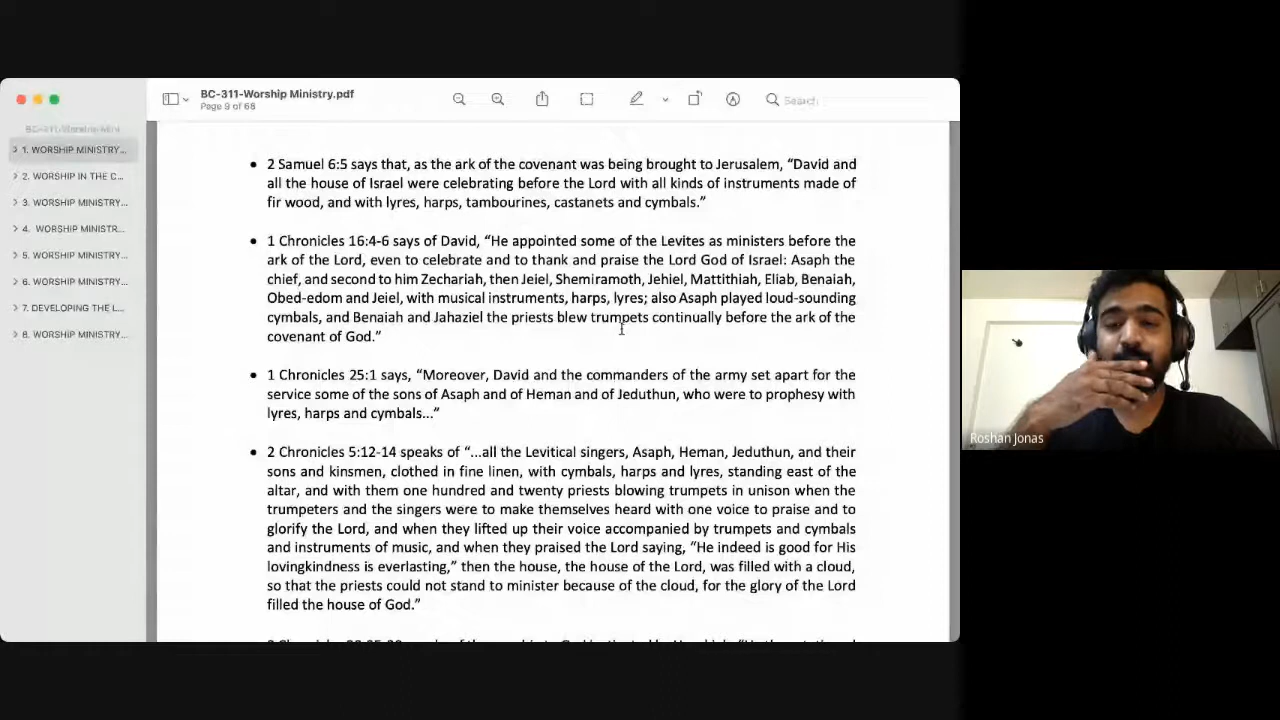 BC-311-Worship Ministry.pdf
Page 9 of 68
Search
BC-311-Worship-Mini
1. WORSHIP MINISTRY...
2. WORSHIP IN THE C...
3. WORSHIP MINISTRY...
4. WORSHIP MINISTR...
5. WORSHIP MINISTRY...
6. WORSHIP MINISTRY...
7. DEVELOPING THE L...
8. WORSHIP MINISTRY...
• 2 Samuel 6:5 says that, as the ark of the covenant was being brought to Jerusalem, “David and
all the house of Israel were celebrating before the Lord with all kinds of instruments made of
fir wood, and with lyres, harps, tambourines, castanets and cymbals.”
• 1 Chronicles 16:4-6 says of David, “He appointed some of the Levites as ministers before the
ark of the Lord, even to celebrate and to thank and praise the Lord God of Israel: Asaph the
chief, and second to him Zechariah, then Jeiel, Shemiramoth, Jehiel, Mattithiah, Eliab, Benaiah,
Obed-edom and Jeiel, with musical instruments, harps, lyres; also Asaph played loud-sounding
cymbals, and Benaiah and Jahaziel the priests blew trumpets continually before the ark of the
covenant of God.”
• 1 Chronicles 25:1 says, “Moreover, David and the commanders of the army set apart for the
service some of the sons of Asaph and of Heman and of Jeduthun, who were to prophesy with
lyres, harps and cymbals...”
• 2 Chronicles 5:12-14 speaks of “...all the Levitical singers, Asaph, Heman, Jeduthun, and their
sons and kinsmen, clothed in fine linen, with cymbals, harps and lyres, standing east of the
altar, and with them one hundred and twenty priests blowing trumpets in unison when the
trumpeters and the singers were to make themselves heard with one voice to praise and to
glorify the Lord, and when they lifted up their voice accompanied by trumpets and cymbals
and instruments of music, and when they praised the Lord saying, “He indeed is good for His
lovingkindness is everlasting,” then the house, the house of the Lord, was filled with a cloud,
so that the priests could not stand to minister because of the cloud, for the glory of the Lord
filled the house of God.”
Roshan Jonas